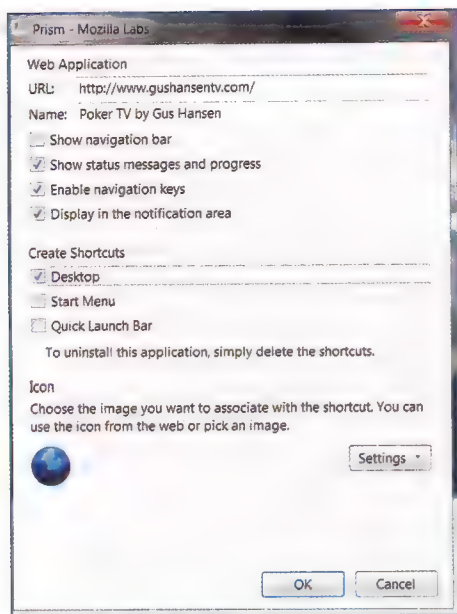 Prism - Mozilla Labs
Web Application
URL: http://www.gushansentv.com/
Name: Poker TV by Gus Hansen
Show navigation bar
Show status messages and progress
Enable navigation keys
Display in the notification area
Create Shortcuts
Desktop
Start Menu
Quick Launch Bar
To uninstall this application, simply delete the shortcuts.
Icon
Choose the image you want to associate with the shortcut. You can
use the icon from the web or pick an image.
Settings
OK Cancel